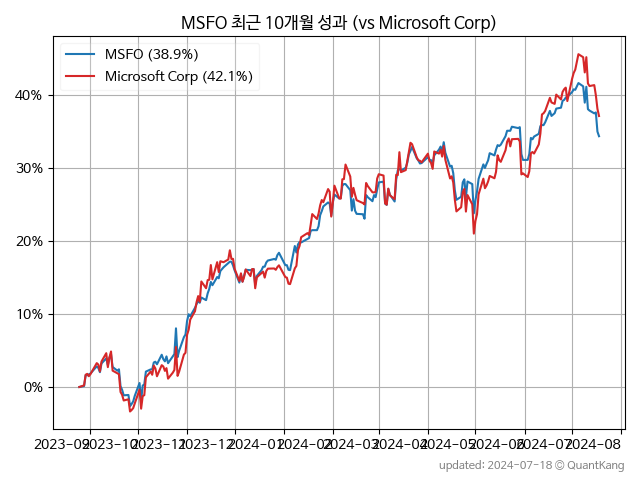 MSFO 최근 10개월 성과 (vs Microsoft Corp)
MSFO (38.9%)
Microsoft Corp (42.1%)
40%
30%
20%
10%
0%
2023-09 2023-10 2023-11 2023-12 2024-01 2024-02 2024-03 2024-04 2024-05 2024-06 2024-07 2024-08
updated: 2024-07-18 © QuantKang